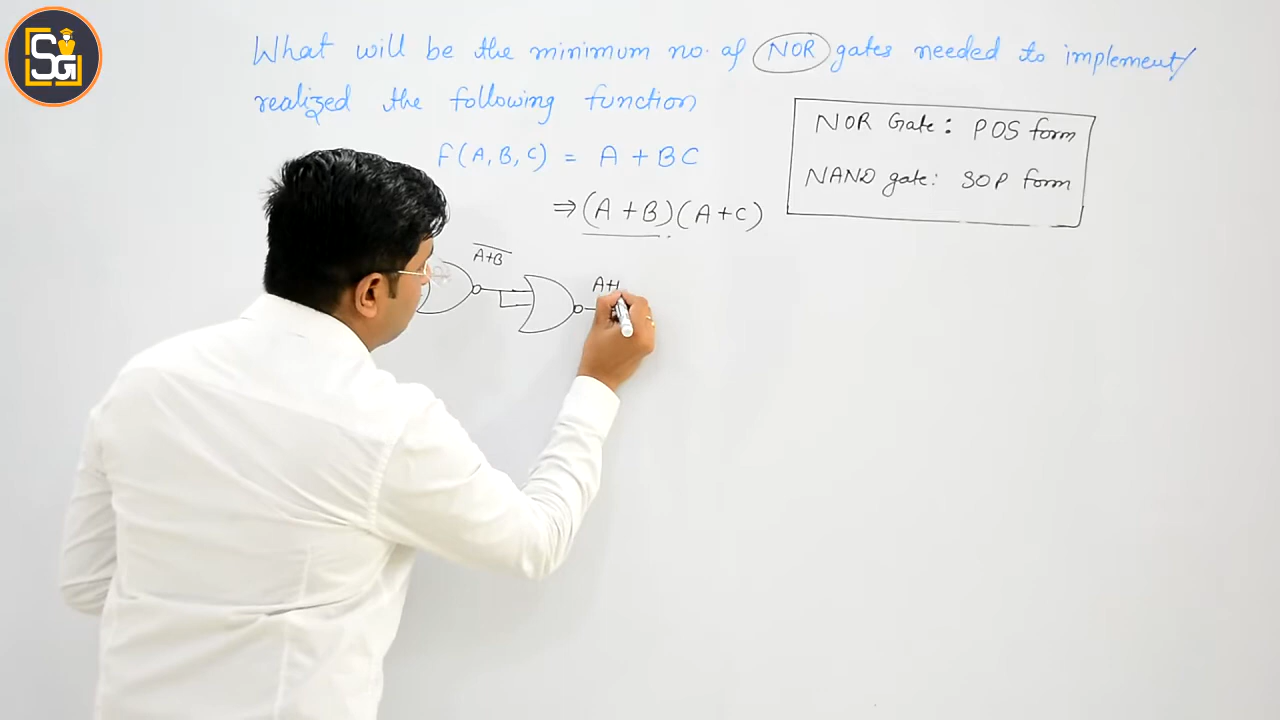 SG
What will be the minimum no. of NOR gates needed to implement/
realized the following function
F(A, B, C) = A + BC
⇒ (A + B) (A + C)
NOR Gate : POS form
NAND gate : SOP form
A+B
A+